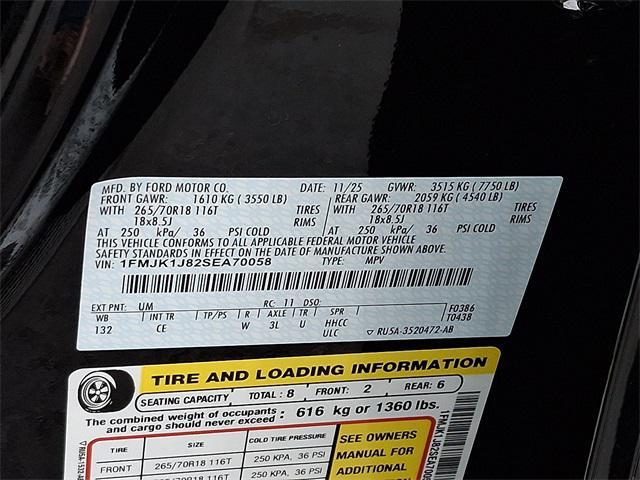 MFD. BY FORD MOTOR CO. DATE: 11/25 GVWR: 3515 KG ( 7750 LB)
FRONT GAWR: 1610 KG ( 3550 LB) REAR GAWR: 2059 KG ( 4540 LB)
WITH 265/70R18 116T TIRES WITH 265/70R18 116T TIRES
18x8.5J RIMS 18x8.5J RIMS
AT 250 kPa/ 36 PSI COLD AT 250 kPa/ 36 PSI COLD
THIS VEHICLE CONFORMS TO ALL APPLICABLE FEDERAL MOTOR VEHICLE
SAFETY STANDARDS IN EFFECT ON THE DATE OF MANUFACTURE SHOWN ABOVE.
VIN: 1FMJK1J82SEA70058 TYPE: MPV
EXT PNT: UM RC: 11 DSO:
WB INT TR TP/PS R AXLE TR SPR F0386
132 CE W 3L U HHCC T0438
ULC ▽ RU5A-3520472-AB
TIRE AND LOADING INFORMATION
SEATING CAPACITY TOTAL: 8 FRONT: 2 REAR: 6
The combined weight of occupants and cargo should never exceed: 616 kg or 1360 lbs.
TIRE SIZE COLD TIRE PRESSURE
FRONT 265/70R18 116T 250 KPA, 36 PSI
SEE OWNERS
MANUAL FOR
ADDITIONAL